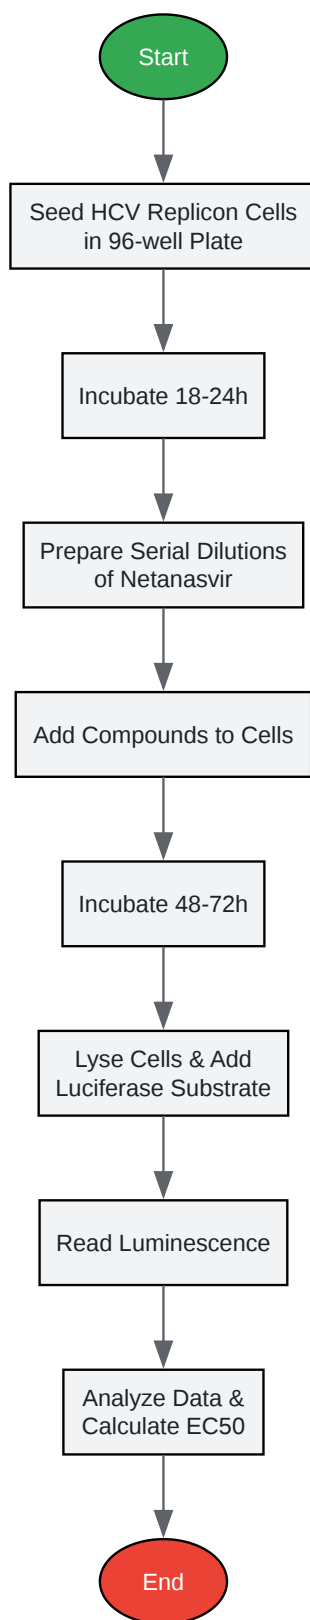 Start
Seed HCV Replicon Cells
in 96-well Plate
Incubate 18-24h
Prepare Serial Dilutions
of Netanasvir
Add Compounds to Cells
Incubate 48-72h
Lyse Cells & Add
Luciferase Substrate
Read Luminescence
Analyze Data &
Calculate EC50
End